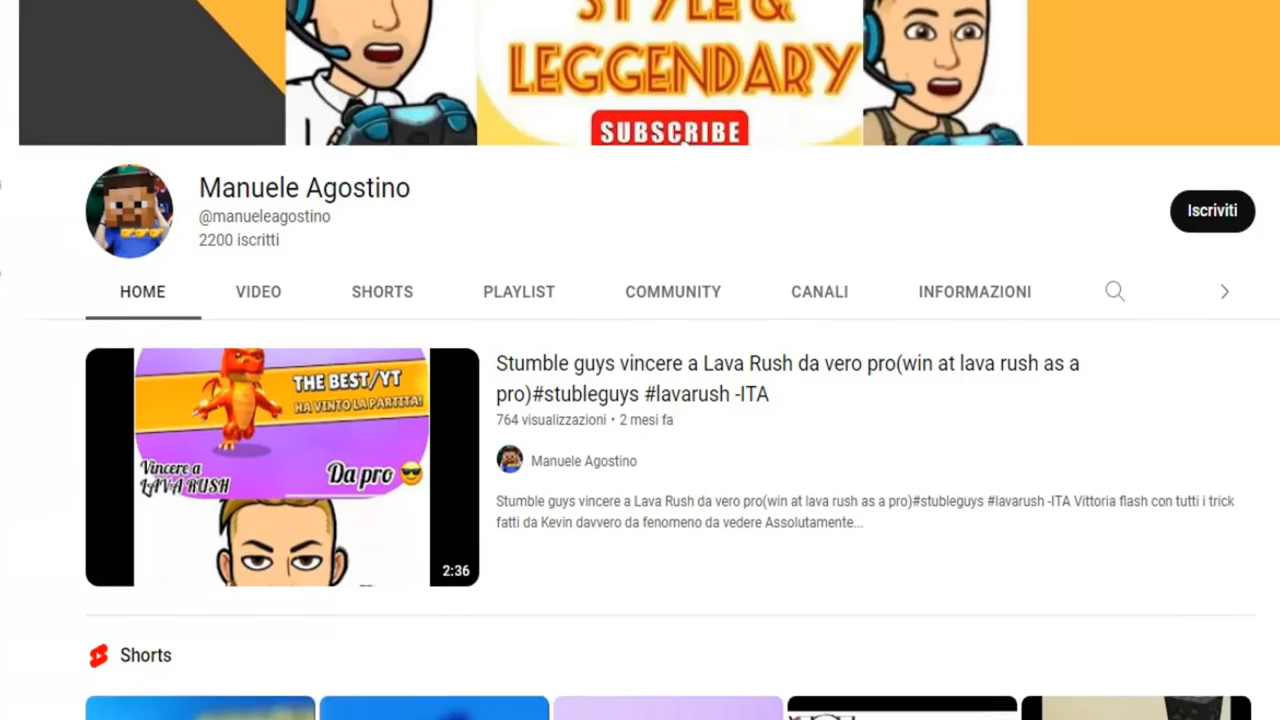 STYLE &
LEGGENDARY
SUBSCRIBE
Manuele Agostino
@manueleagostino
2200 iscritti
Iscriviti
HOME VIDEO SHORTS PLAYLIST COMMUNITY CANALI INFORMAZIONI
THE BEST/YT
HA VINTO LA PARTITA!
Vincere a
LAVA RUSH
Da pro
2:36
Stumble guys vincere a Lava Rush da vero pro(win at lava rush as a
pro)#stubleguys #lavarush -ITA
764 visualizzazioni • 2 mesi fa
Manuele Agostino
Stumble guys vincere a Lava Rush da vero pro(win at lava rush as a pro)#stubleguys #lavarush -ITA Vittoria flash con tutti i trick
fatti da Kevin davvero da fenomeno da vedere Assolutamente...
Shorts